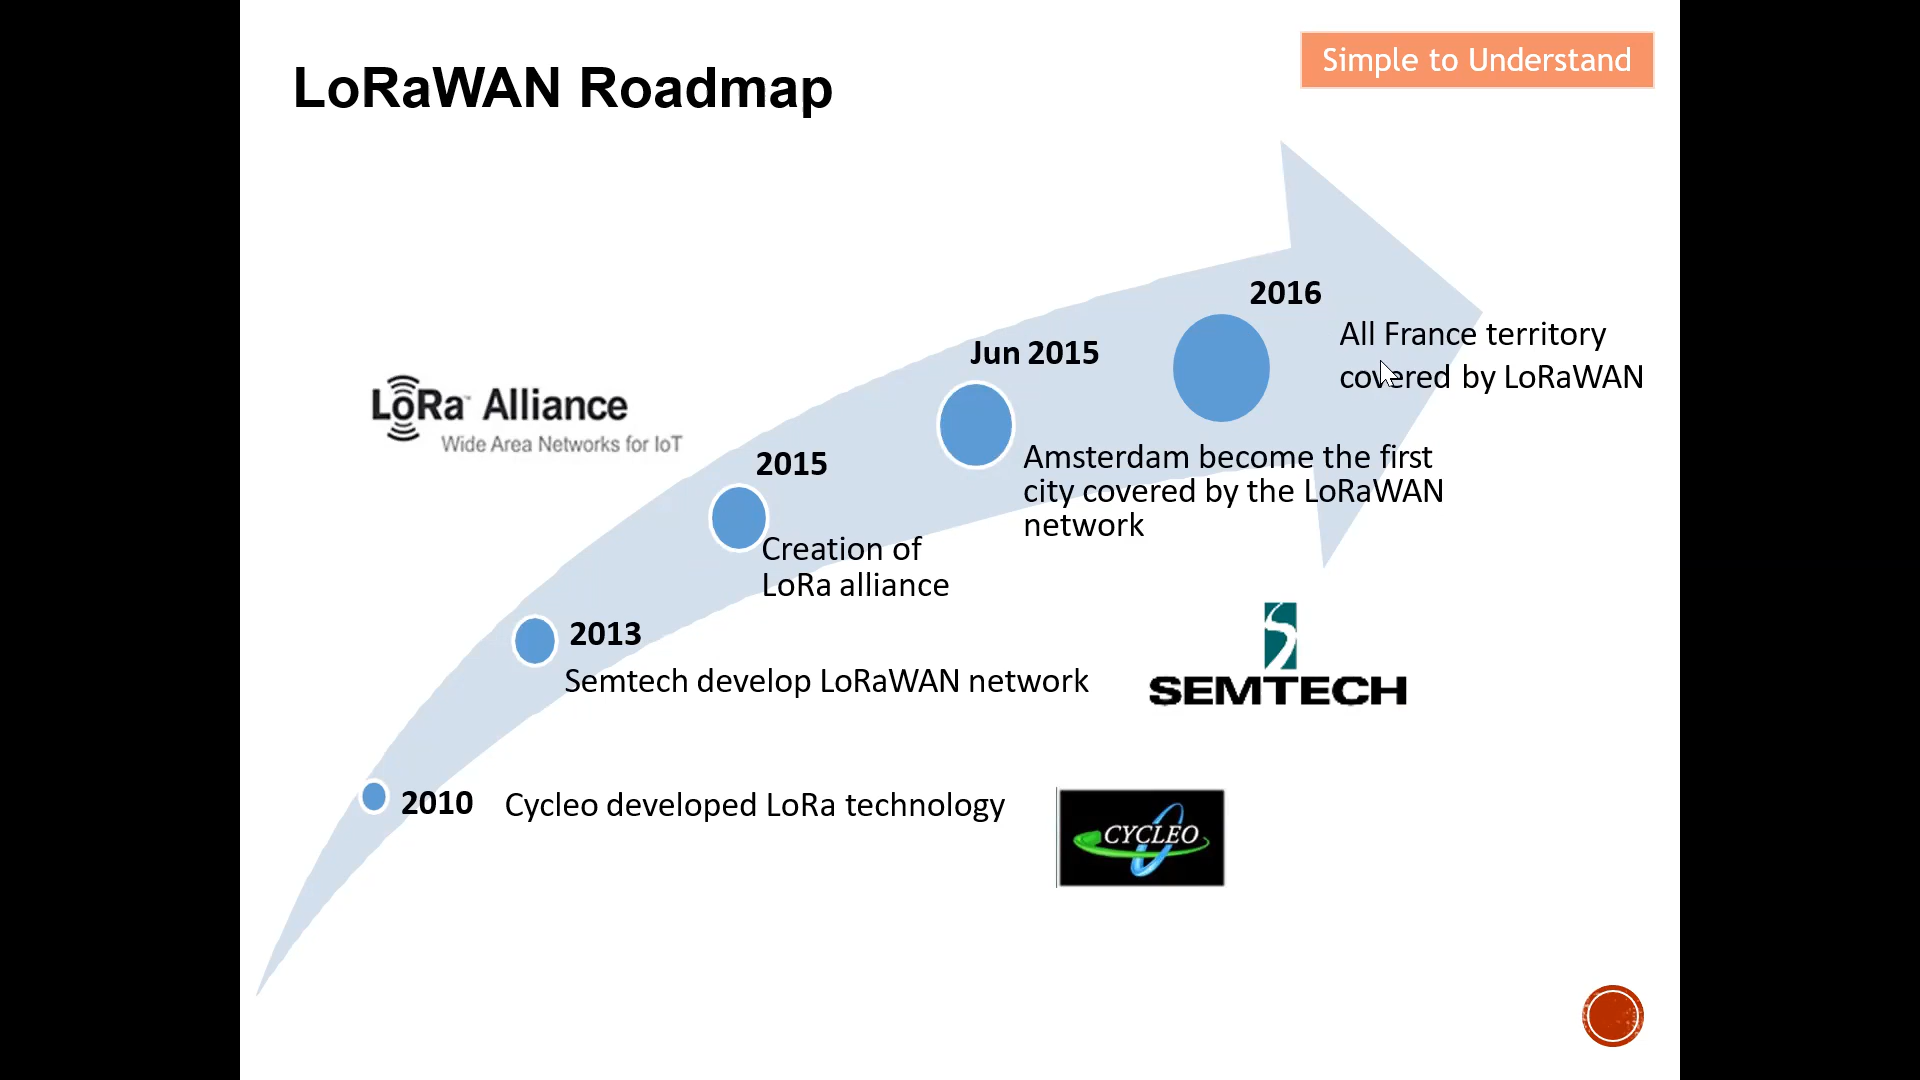 LoRaWAN Roadmap
Simple to Understand
2016
All France territory
covered by LoRaWAN
Jun 2015
Amsterdam become the first
city covered by the LoRaWAN
network
LoRa™ Alliance
Wide Area Networks for IoT
2015
Creation of
LoRa alliance
2013
Semtech develop LoRaWAN network
SEMTECH
2010
Cycleo developed LoRa technology
CYCLEO